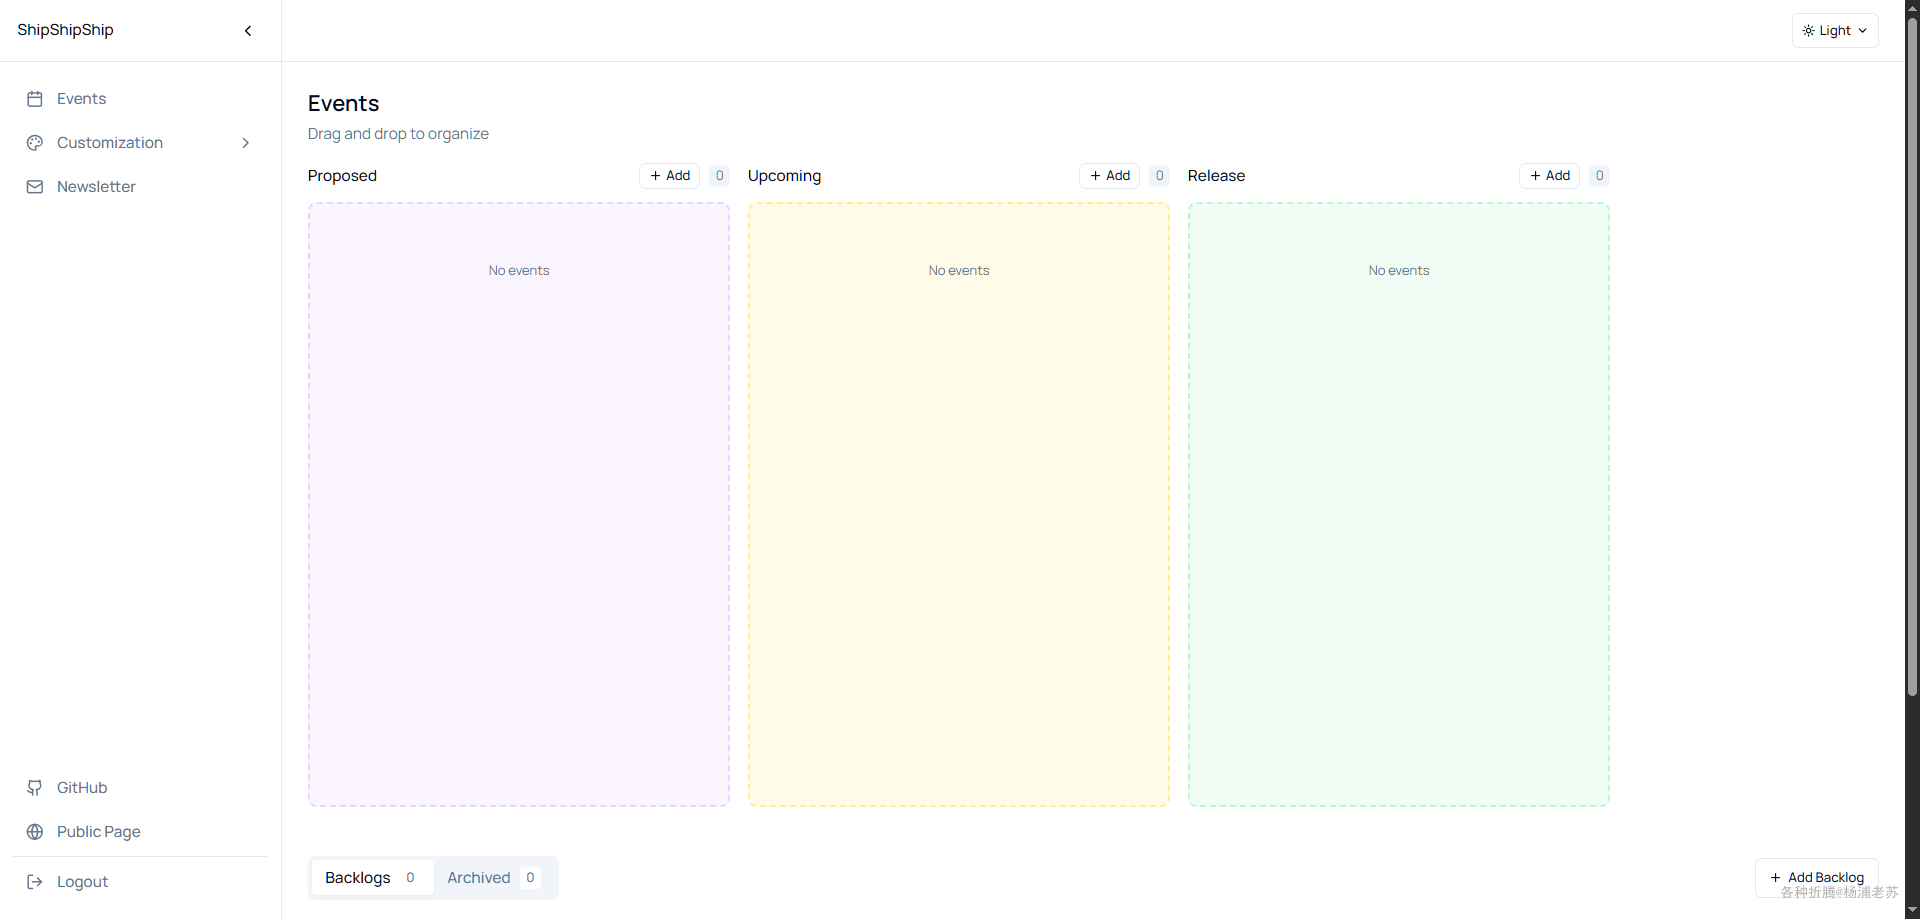 ShipShipShip
Light
Events
Customization
Newsletter
Events
Drag and drop to organize
Proposed
Add
0
Upcoming
Add
0
Release
Add
0
No events
No events
No events
GitHub
Public Page
Logout
Backlogs 0
Archived 0
Add Backlog
各种折腾@杨浦老苏